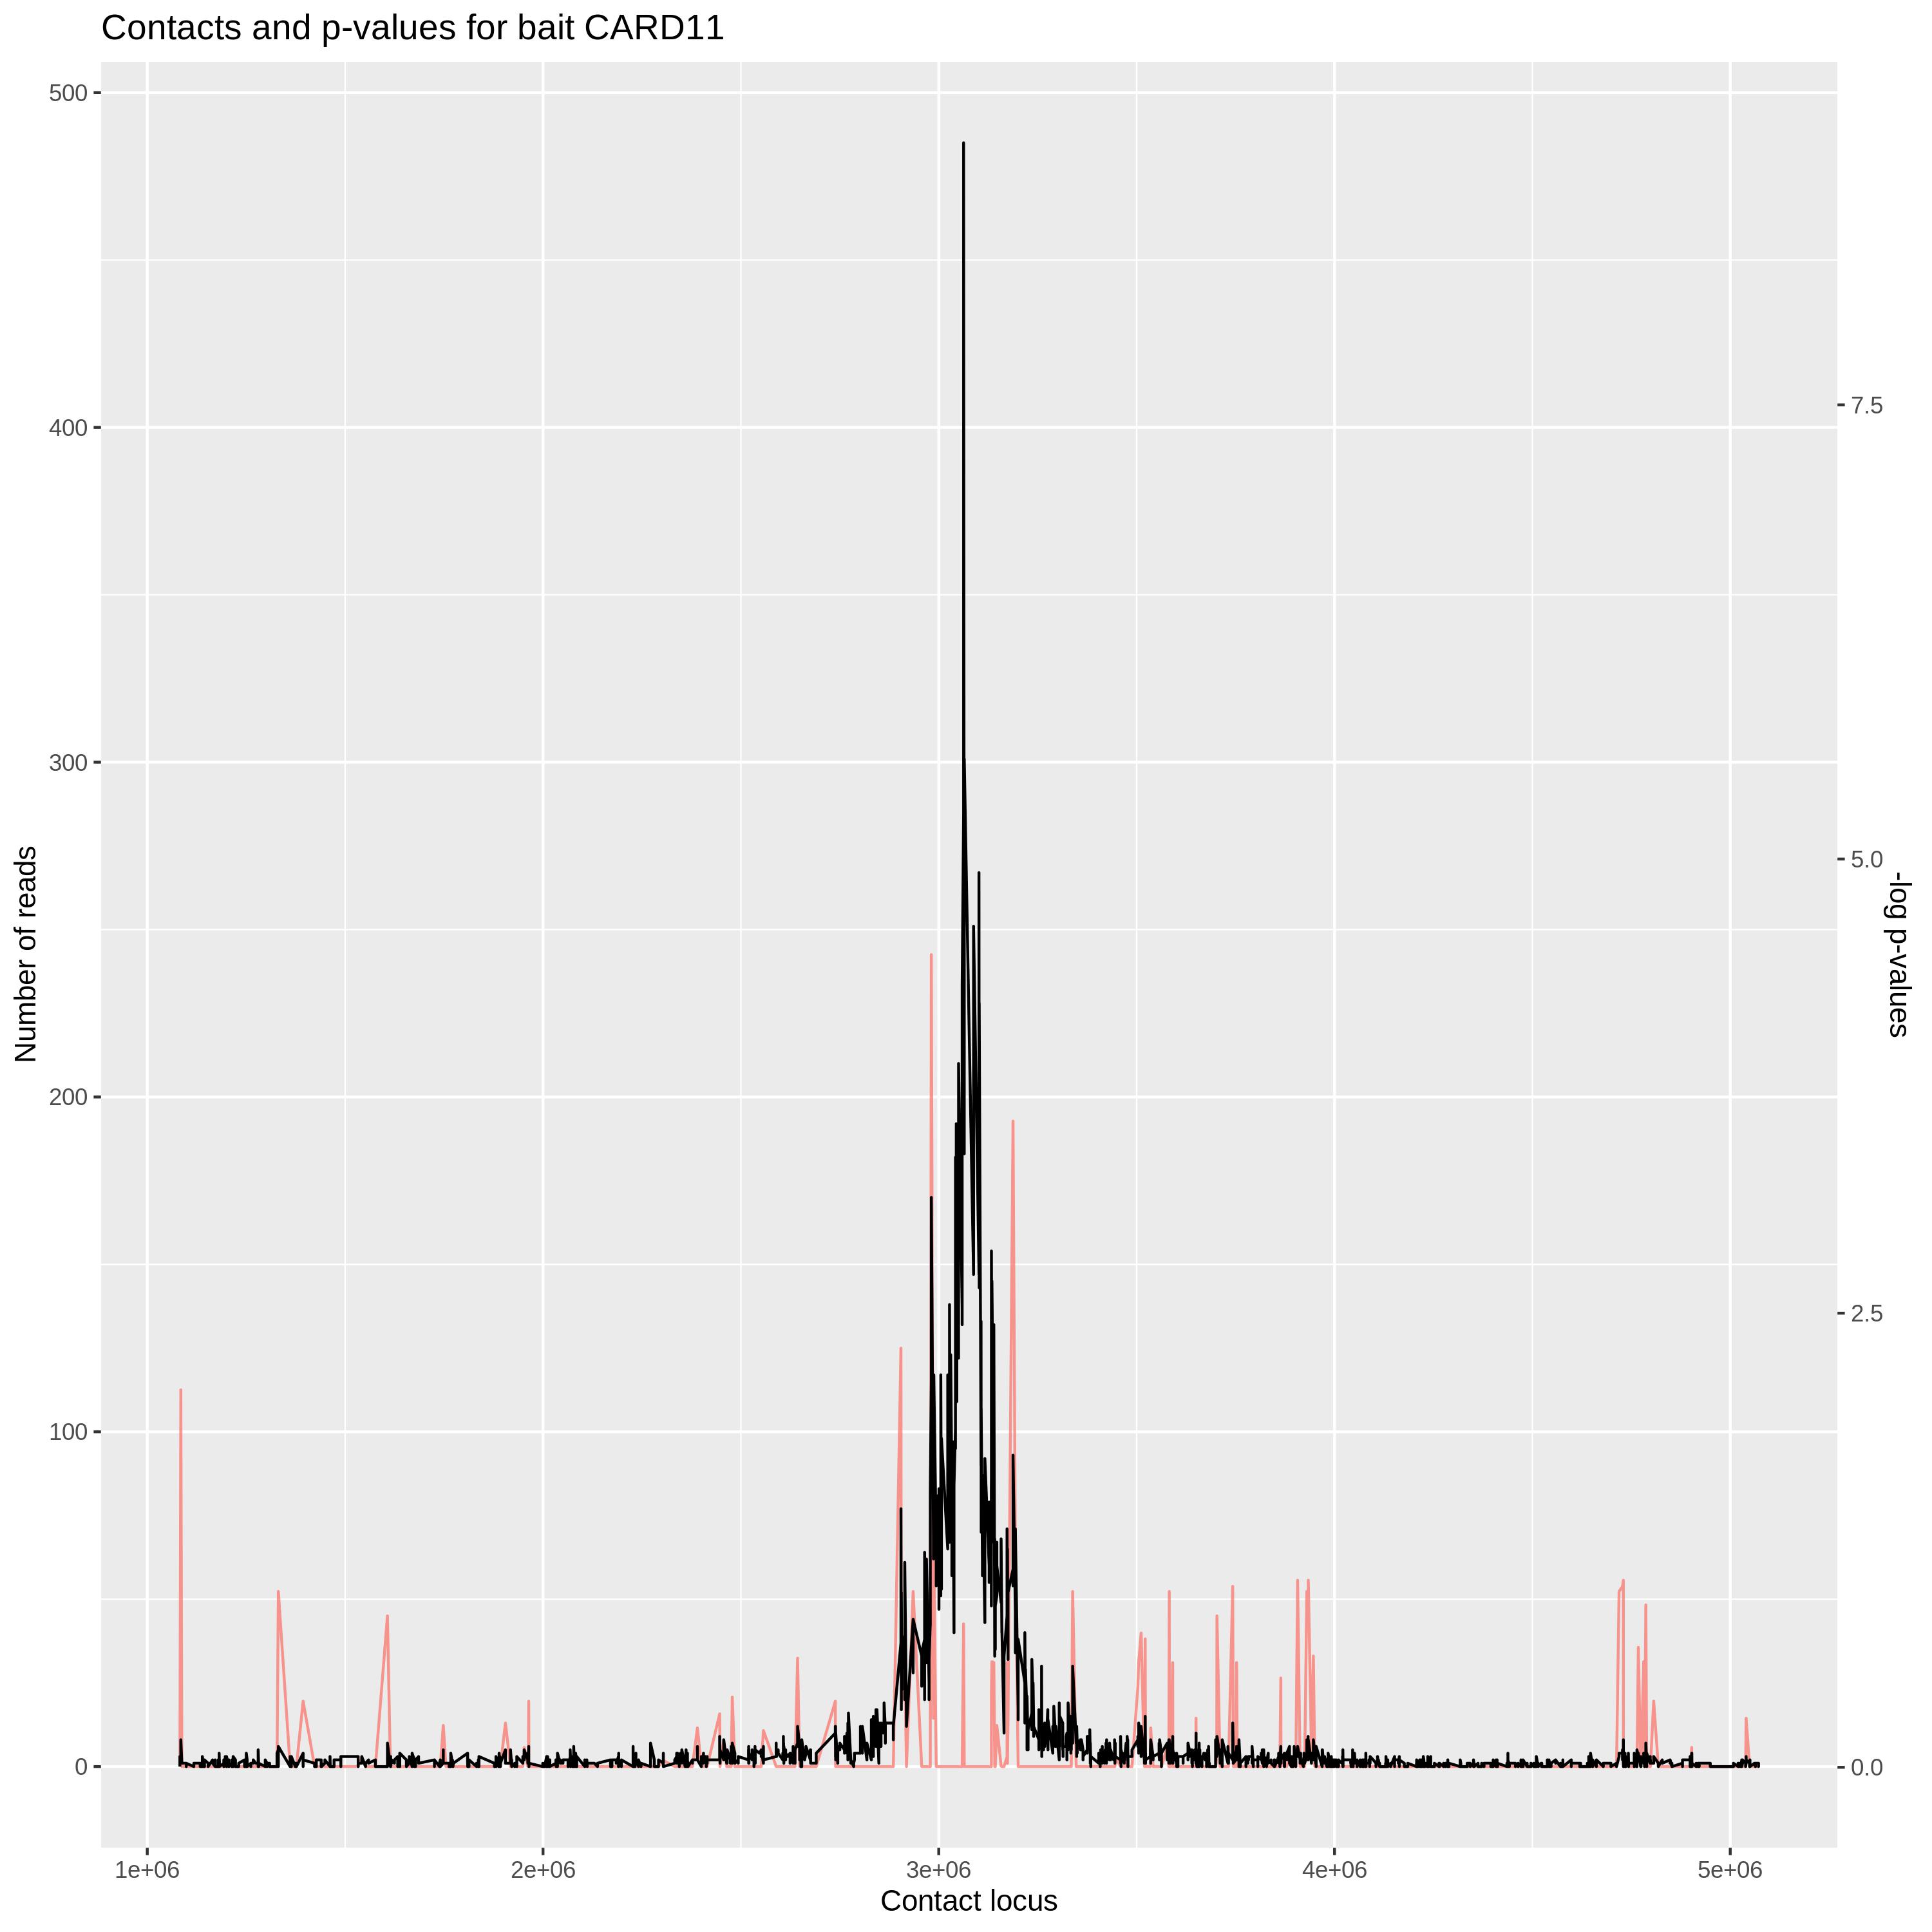 Contacts and p-values for bait CARD11
500
400
300
200
100
0
Number of reads
7.5
5.0
2.5
0.0
-log p-values
1e+06
2e+06
3e+06
4e+06
5e+06
Contact locus